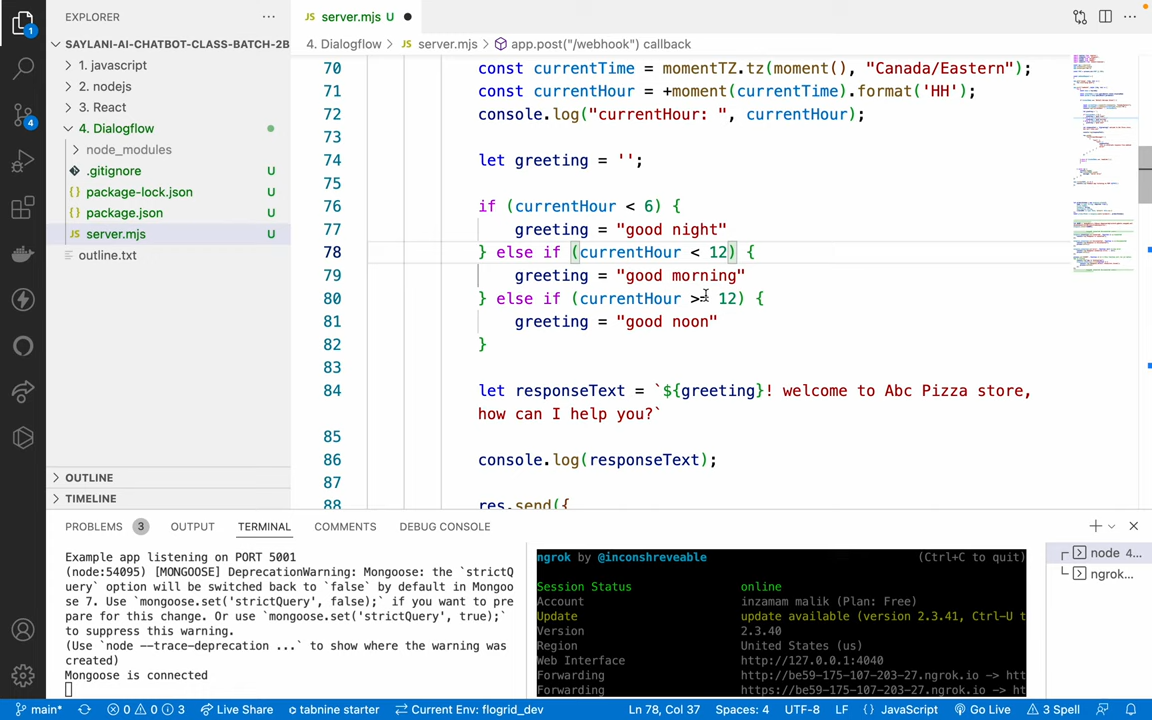 EXPLORER
SAYLANI-AI-CHATBOT-CLASS-BATCH-2B
1. javascript
2. nodejs
3. React
4. Dialogflow
node_modules
.gitignore U
package-lock.json U
package.json U
server.mjs U
outline.txt
OUTLINE
TIMELINE
JS server.mjs U
4. Dialogflow > JS server.mjs > app.post("/webhook") callback
70 const currentTime = momentTZ.tz(moment(), "Canada/Eastern");
71 const currentHour = +moment(currentTime).format('HH');
72 console.log("currentHour: ", currentHour);
73
74 let greeting = '';
75
76 if (currentHour < 6) {
77 greeting = "good night"
78 } else if (currentHour < 12) {
79 greeting = "good morning"
80 } else if (currentHour >= 12) {
81 greeting = "good noon"
82 }
83
84 let responseText = `${greeting}! welcome to Abc Pizza store,
how can I help you?`
85
86 console.log(responseText);
87
88 res.send({
PROBLEMS 3 OUTPUT TERMINAL COMMENTS DEBUG CONSOLE
Example app listening on PORT 5001
(node:54095) [MONGOOSE] DeprecationWarning: Mongoose: the `strictQ
uery` option will be switched back to `false` by default in Mongoo
se 7. Use `mongoose.set('strictQuery', false);` if you want to pre
pare for this change. Or use `mongoose.set('strictQuery', true);`
to suppress this warning.
(Use `node --trace-deprecation ...` to show where the warning was
created)
Mongoose is connected
ngrok by @inconshreveable (Ctrl+C to quit)
Session Status online
Account inzamam malik (Plan: Free)
Update update available (version 2.3.41, Ctrl-U t
Version 2.3.40
Region United States (us)
Web Interface http://127.0.0.1:4040
Forwarding http://be59-175-107-203-27.ngrok.io -> ht
Forwarding https://be59-175-107-203-27.ngrok.io -> ht
node 4...
ngrok...
main* 0 0 3 Live Share tabnine starter Current Env: flogrid_dev Ln 78, Col 37 Spaces: 4 UTF-8 LF {} JavaScript Go Live 3 Spell
1
4